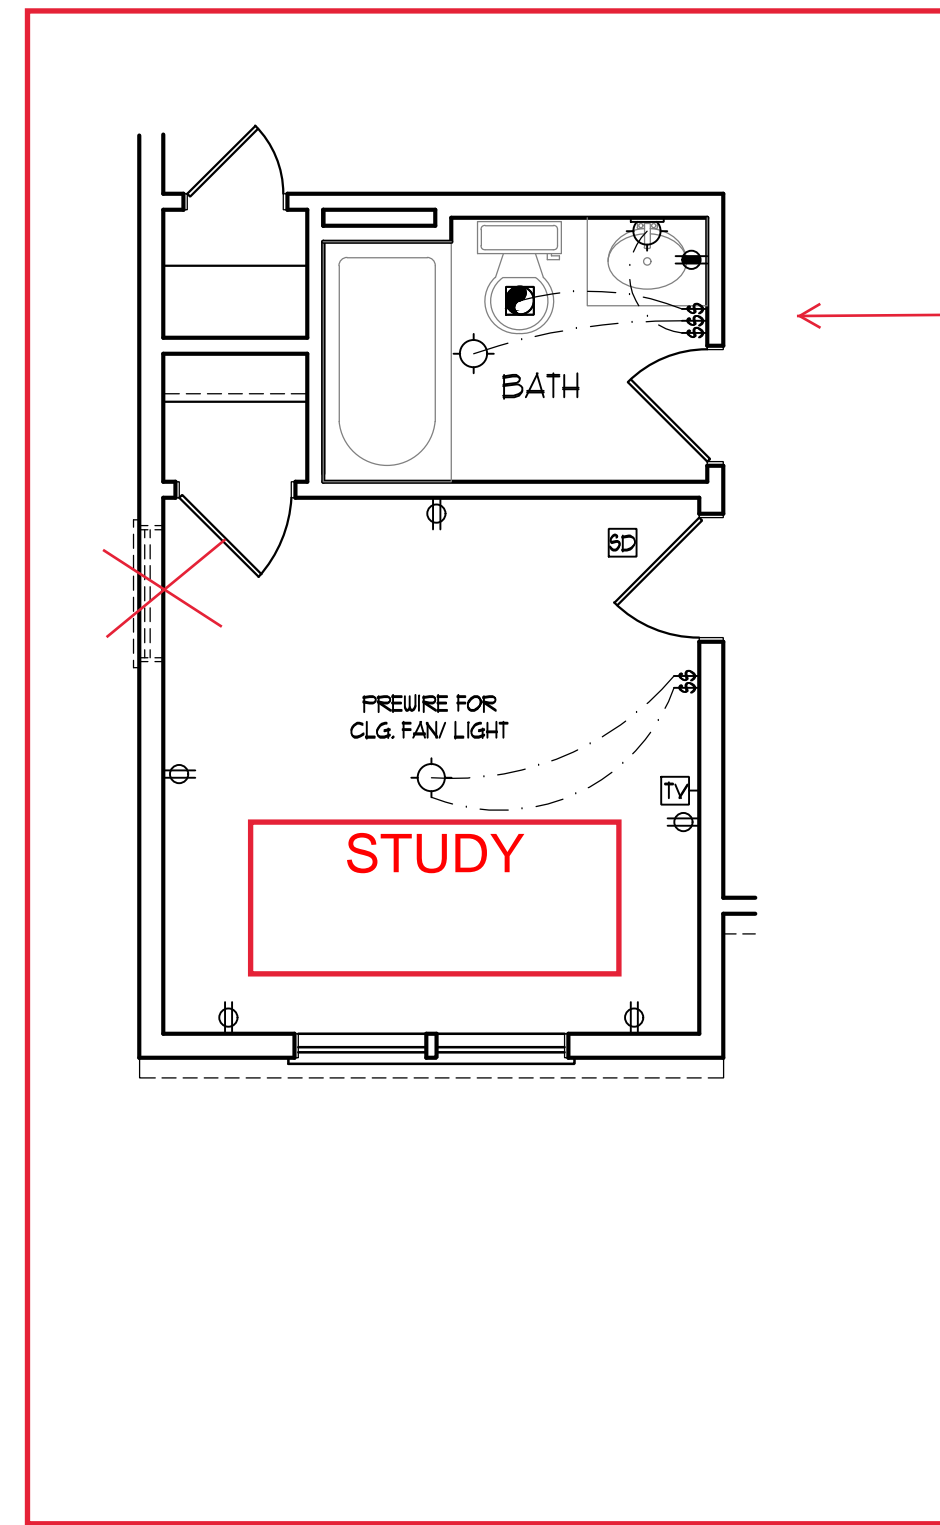 $$$
BATH
SD
$$
PREWIRE FOR
CLG. FAN/ LIGHT
TV
STUDY